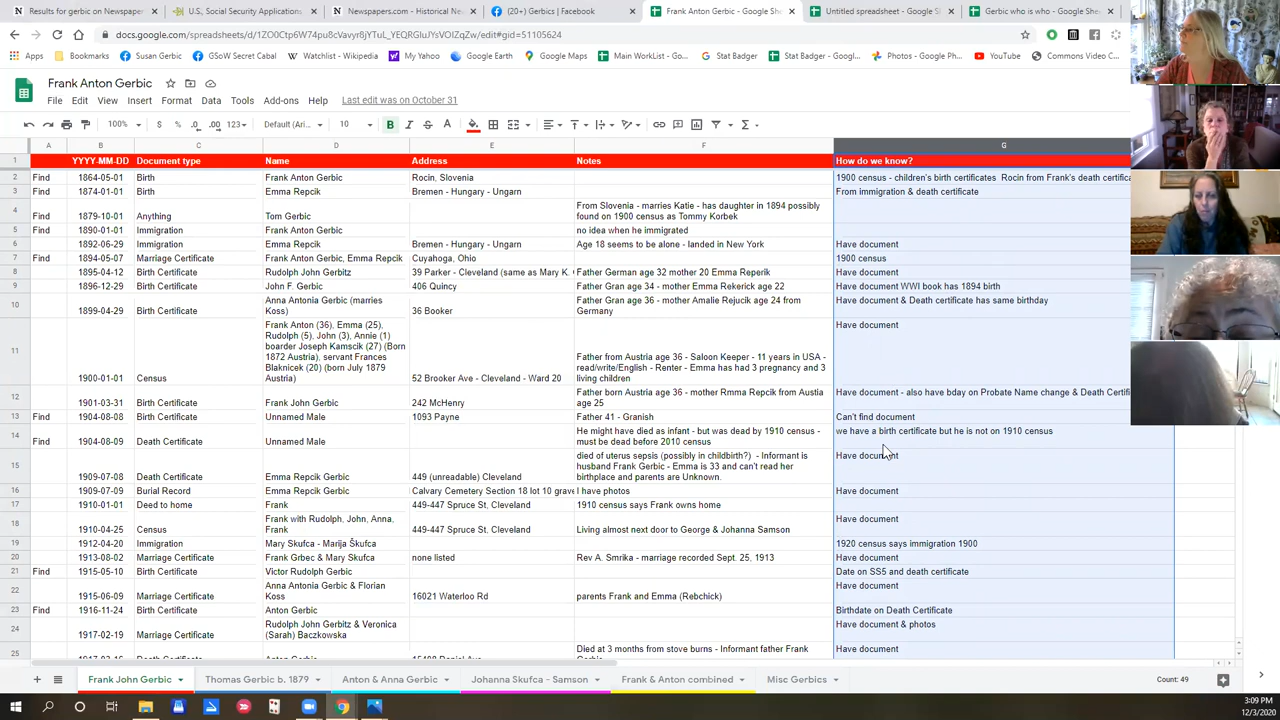 Results for gerbic on Newspapers
U.S., Social Security Application
Newspapers.com - Historical Ne
(20+) Gerbics | Facebook
Frank Anton Gerbic - Google She
Untitled spreadsheet - Google S
Gerbic who is who - Google She
docs.google.com/spreadsheets/d/
edit#gid=51105624
Apps
Bookmarks
Susan Gerbic
GSoW Secret Cabal
Watchlist - Wikipedia
My Yahoo
Google Earth
Google Maps
Main WorkList - Go...
Stat Badger
Stat Badger - Googl...
Google Photos - Ph...
YouTube
Commons Video C...
Frank Anton Gerbic
File Edit View Insert Format Data Tools Add-ons Help Last edit was on October 31
100% $ % .0 .00 123 Default (Ari... 10 B I S A
A B C D E F G
1 YYYY-MM-DD Document type Name Address Notes How do we know?
2 Find 1864-05-01 Birth Frank Anton Gerbic Rocin, Slovenia 1900 census - children's birth certificates Rocin from Frank's death certifica
3 Find 1874-01-01 Birth Emma Repcik Bremen - Hungary - Ungarn From immigration & death certificate
From Slovenia - marries Katie - has daughter in 1894 possibly
4 Find 1879-10-01 Anything Tom Gerbic found on 1900 census as Tommy Korbek
5 Find 1890-01-01 Immigration Frank Anton Gerbic no idea when he immigrated
6 1892-06-29 Immigration Emma Repcik Bremen - Hungary - Ungarn Age 18 seems to be alone - landed in New York Have document
7 Find 1894-05-07 Marriage Certificate Frank Anton Gerbic, Emma Repcik Cuyahoga, Ohio 1900 census
8 1895-04-12 Birth Certificate Rudolph John Gerbitz 39 Parker - Cleveland (same as Mary K. Father German age 32 mother 20 Emma Reperik Have document
9 1896-12-29 Birth Certificate John F. Gerbic 406 Quincy Father Gran age 34 - mother Emma Rekerick age 22 Have document WWI book has 1894 birth
Anna Antonia Gerbic (marries Father Gran age 36 - mother Amalie Rejucik age 24 from Have document & Death certificate has same birthday
10 1899-04-29 Birth Certificate Koss) 36 Booker Germany
Frank Anton (36), Emma (25), Have document
Rudolph (5), John (3), Annie (1)
boarder Joseph Kamscik (27) (Born
1872 Austria), servant Frances Father from Austria age 36 - Saloon Keeper - 11 years in USA -
11 Blaknicek (20) (born July 1879 read/write/English - Renter - Emma has had 3 pregnancy and 3
1900-01-01 Census Austria) 52 Brooker Ave - Cleveland - Ward 20 living children
Father born Austria age 36 - mother Rmma Repcik from Austia Have document - also have bday on Probate Name change & Death Certifi
12 1901-03-31 Birth Certificate Frank John Gerbic 242 McHenry age 25
13 Find 1904-08-08 Birth Certificate Unnamed Male 1093 Payne Father 41 - Granish Can't find document
He might have died as infant - but was dead by 1910 census - we have a birth certificate but he is not on 1910 census
14 Find 1904-08-09 Death Certificate Unnamed Male must be dead before 2010 census
died of uterus sepsis (possibly in childbirth?) - Informant is Have document
15 husband Frank Gerbic - Emma is 33 and can't read her
1909-07-08 Death Certificate Emma Repcik Gerbic 449 (unreadable) Cleveland birthplace and parents are Unknown.
16 1909-07-09 Burial Record Emma Repcik Gerbic Calvary Cemetery Section 18 lot 10 grave I have photos Have document
17 1910-01-01 Deed to home Frank 449-447 Spruce St, Cleveland 1910 census says Frank owns home
Frank with Rudolph, John, Anna, Have document
18 1910-04-25 Census Frank 449-447 Spruce St, Cleveland Living almost next door to George & Johanna Samson
19 1912-04-20 Immigration Mary Skufca - Marija Škufca 1920 census says immigration 1900
20 1913-08-02 Marriage Certificate Frank Grbec & Mary Skufca none listed Rev A. Smrika - marriage recorded Sept. 25, 1913 Have document
21 Find 1915-05-10 Birth Certificate Victor Rudolph Gerbic Date on SS5 and death certificate
Anna Antonia Gerbic & Florian Have document
22 1915-06-09 Marriage Certificate Koss 16021 Waterloo Rd parents Frank and Emma (Rebchick)
23 Find 1916-11-24 Birth Certificate Anton Gerbic Birthdate on Death Certificate
Rudolph John Gerbitz & Veronica Have document & photos
24 1917-02-19 Marriage Certificate (Sarah) Baczkowska
Died at 3 months from stove burns - Informant father Frank Have document
25
Frank John Gerbic Thomas Gerbic b. 1879 Anton & Anna Gerbic Johanna Skufca - Samson Frank & Anton combined Misc Gerbics Count: 49
3:09 PM
12/3/2020